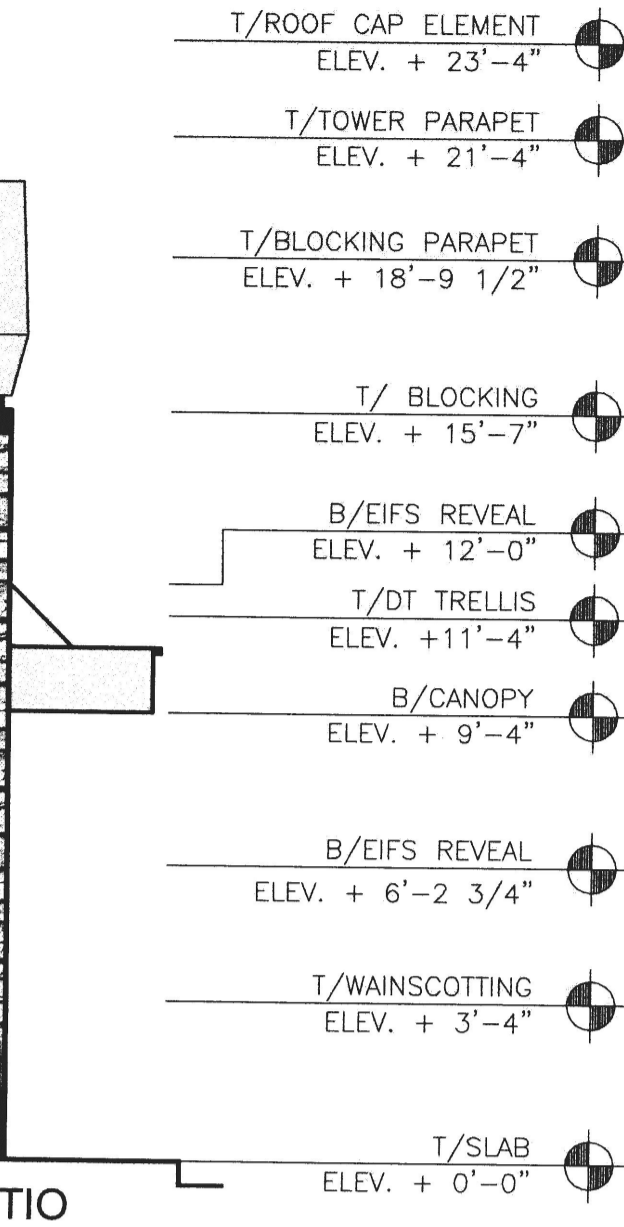 T/ROOF CAP ELEMENT
ELEV. + 23'-4"
T/TOWER PARAPET
ELEV. + 21'-4"
T/BLOCKING PARAPET
ELEV. + 18'-9 1/2"
T/ BLOCKING
ELEV. + 15'-7"
B/EIFS REVEAL
ELEV. + 12'-0"
T/DT TRELLIS
ELEV. +11'-4"
B/CANOPY
ELEV. + 9'-4"
B/EIFS REVEAL
ELEV. + 6'-2 3/4"
T/WAINSCOTTING
ELEV. + 3'-4"
T/SLAB
ELEV. + 0'-0"
TIO